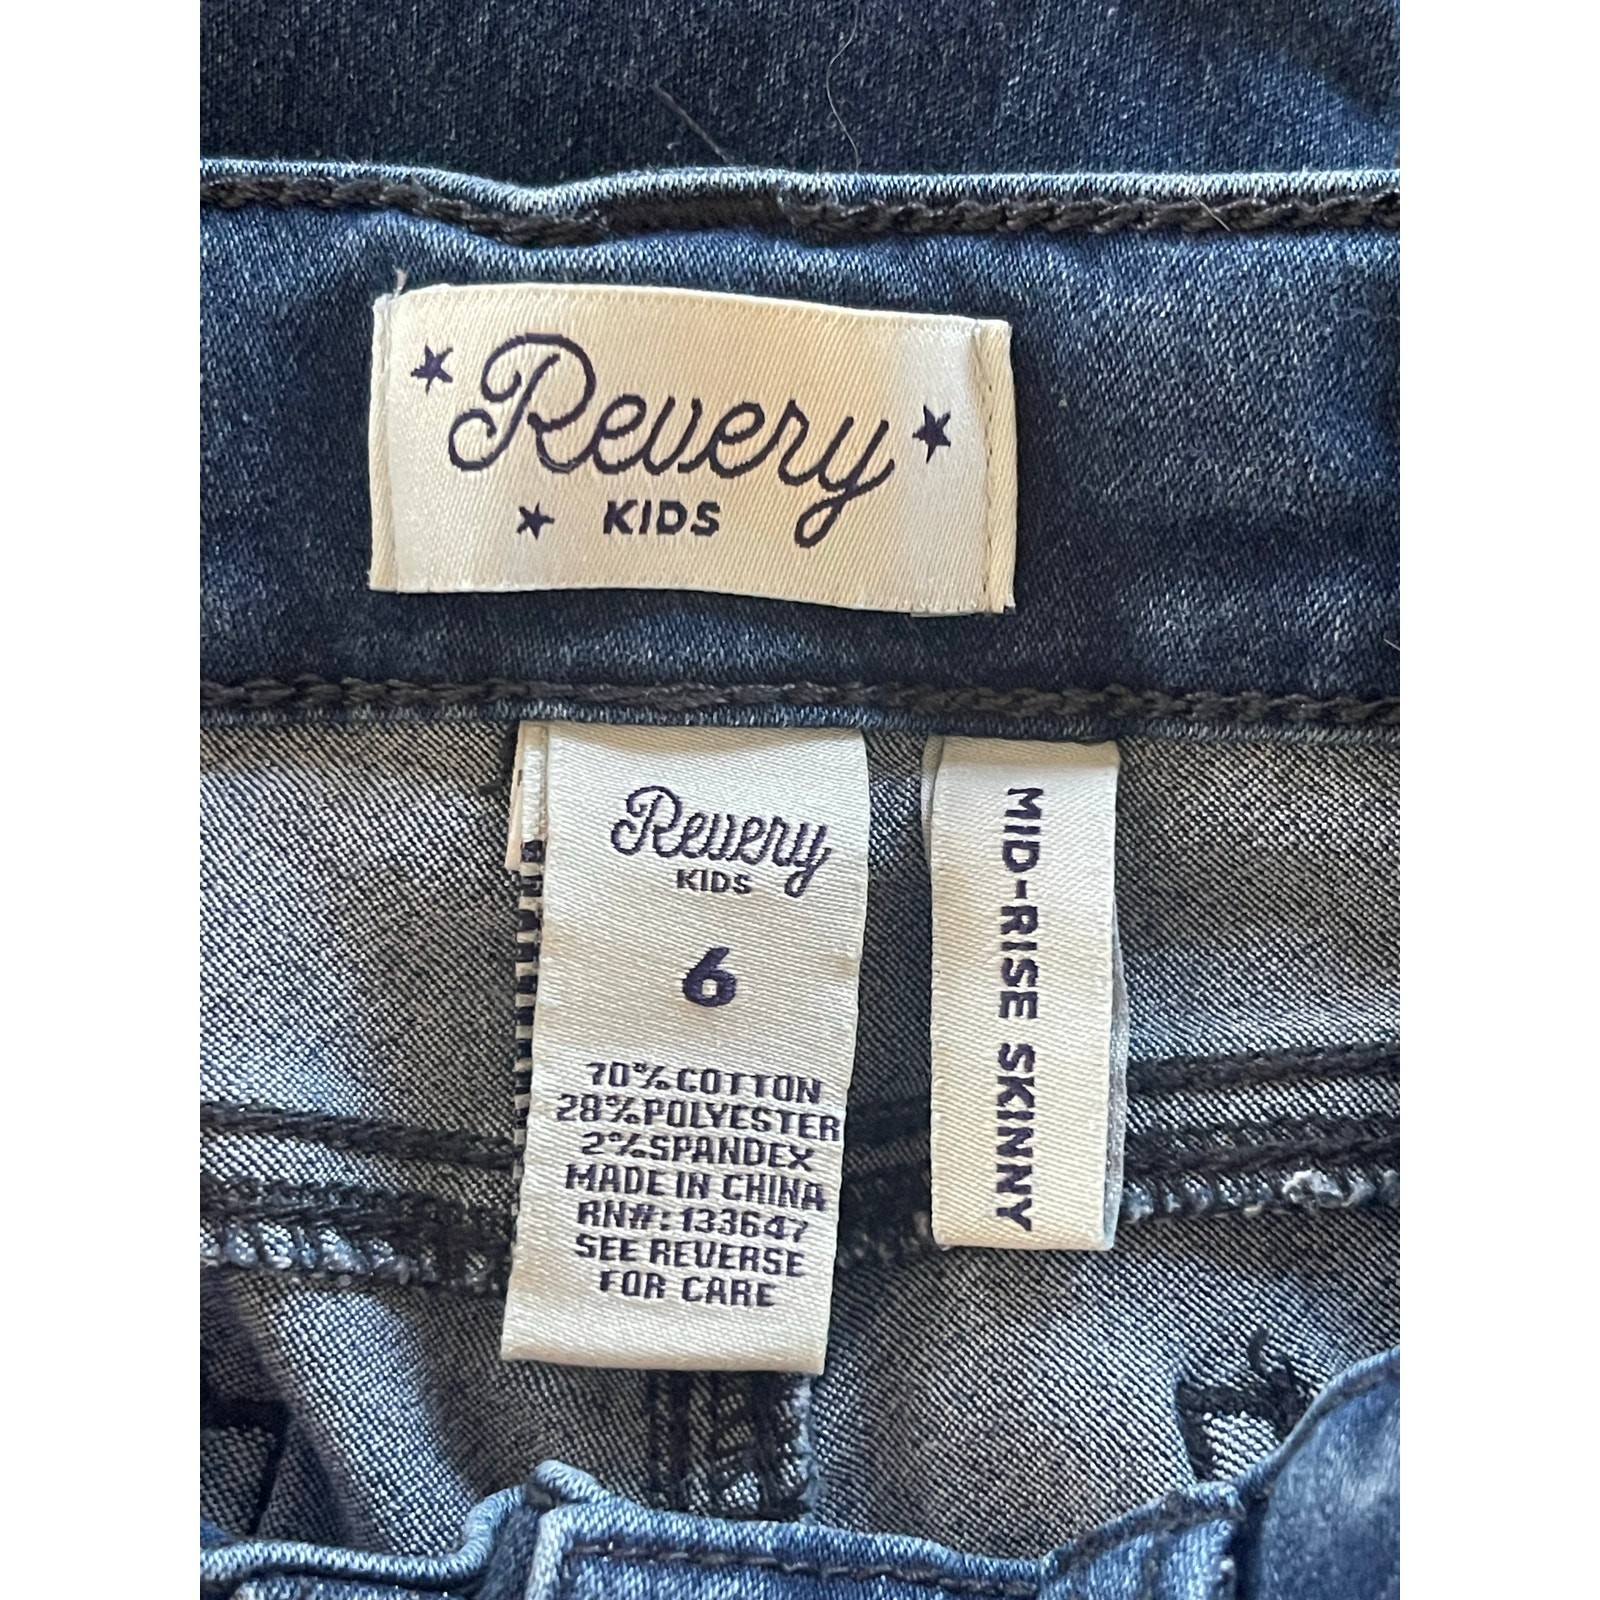 Revery
KIDS
Revery
KIDS
6
70% COTTON
28% POLYESTER
2% SPANDEX
MADE IN CHINA
RN#: 133647
SEE REVERSE
FOR CARE
MID-RISE SKINNY